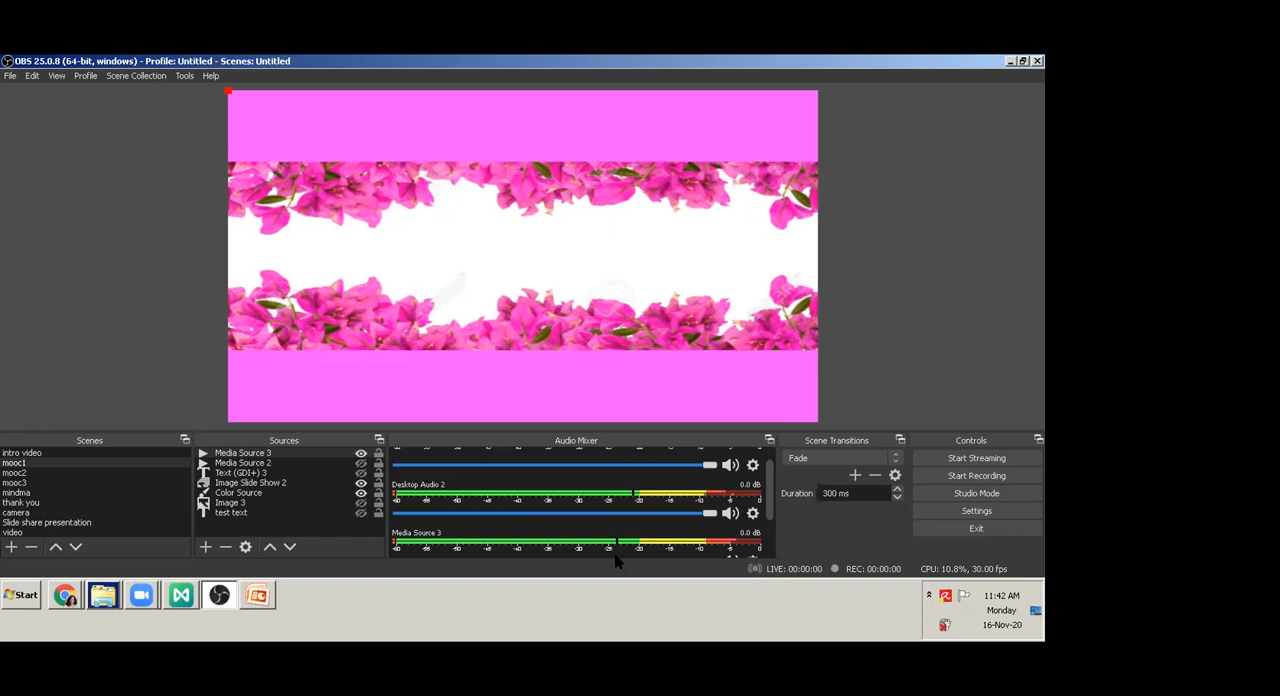 OBS 25.0.8 (64-bit, windows) - Profile: Untitled - Scenes: Untitled
File Edit View Profile Scene Collection Tools Help
Scenes
intro video
mooc1
mooc2
mooc3
mindma
thank you
camera
Slide share presentation
video
Sources
Media Source 3
Media Source 2
Text (GDI+) 3
Image Slide Show 2
Color Source
Image 3
test text
Audio Mixer
Desktop Audio 2 0.0 dB
Media Source 3 0.0 dB
Scene Transitions
Fade
Duration 300 ms
Controls
Start Streaming
Start Recording
Studio Mode
Settings
Exit
LIVE: 00:00:00 REC: 00:00:00 CPU: 10.8%, 30.00 fps
Start
11:42 AM
Monday
16-Nov-20